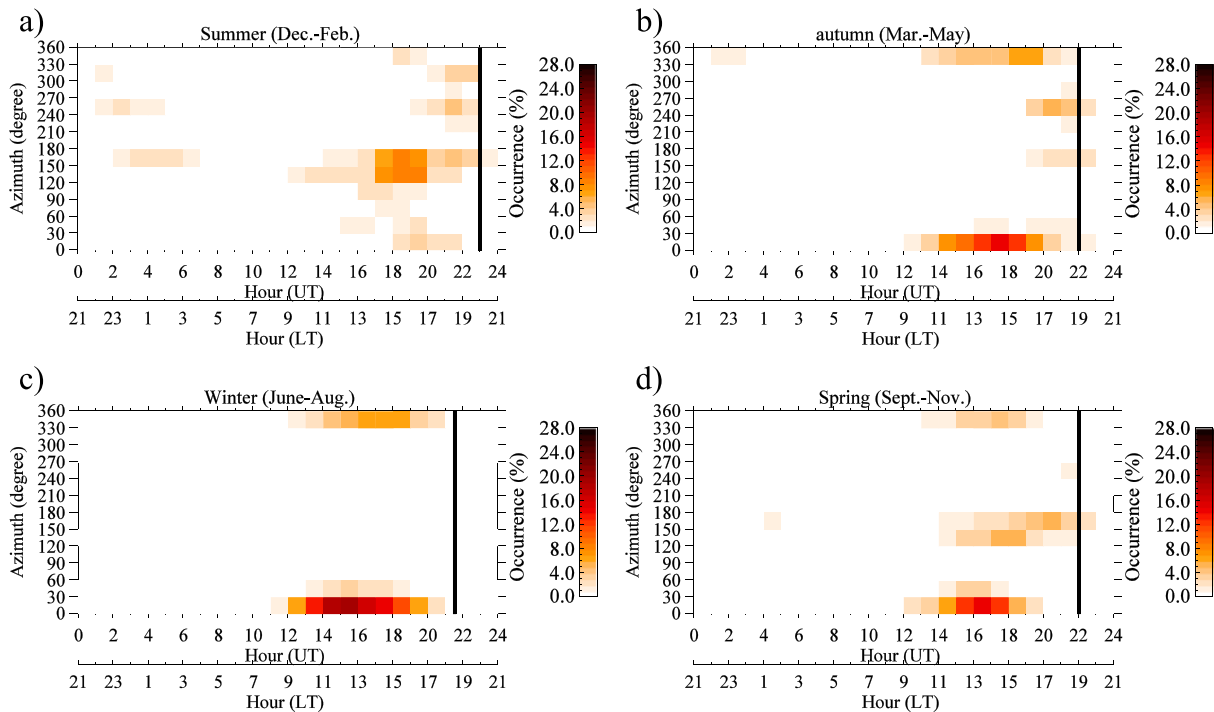 a)
Summer (Dec.-Feb.)
360
330
300
270
240
210
180
150
120
90
60
30
0
Azimuth (degree)
0 2 4 6 8 10 12 14 16 18 20 22 24
Hour (UT)
21 23 1 3 5 7 9 11 13 15 17 19 21
Hour (LT)
Occurrence (%)
28.0
24.0
20.0
16.0
12.0
8.0
4.0
0.0
b)
autumn (Mar.-May)
360
330
300
270
240
210
180
150
120
90
60
30
0
Azimuth (degree)
0 2 4 6 8 10 12 14 16 18 20 22 24
Hour (UT)
21 23 1 3 5 7 9 11 13 15 17 19 21
Hour (LT)
Occurrence (%)
28.0
24.0
20.0
16.0
12.0
8.0
4.0
0.0
c)
Winter (June-Aug.)
360
330
300
270
240
210
180
150
120
60
30
0
Azimuth (degree)
0 2 4 6 8 10 12 14 16 18 20 22 24
Hour (UT)
21 23 1 3 5 7 9 11 13 15 17 19 21
Hour (LT)
Occurrence (%)
28.0
24.0
20.0
16.0
12.0
8.0
4.0
0.0
d)
Spring (Sept.-Nov.)
360
330
300
270
240
210
180
150
120
60
30
0
Azimuth (degree)
0 2 4 6 8 10 12 14 16 18 20 22 24
Hour (UT)
21 23 1 3 5 7 9 11 13 15 17 19 21
Hour (LT)
Occurrence (%)
28.0
24.0
20.0
16.0
12.0
8.0
4.0
0.0